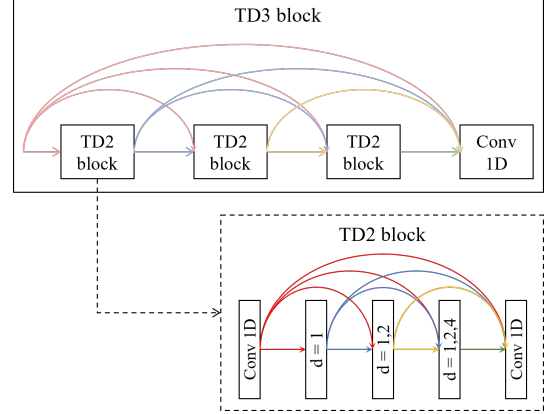 TD3 block
TD2
block
TD2
block
TD2
block
Conv
1D
TD2 block
Conv 1D
d = 1
d = 1,2
d = 1,2,4
Conv 1D